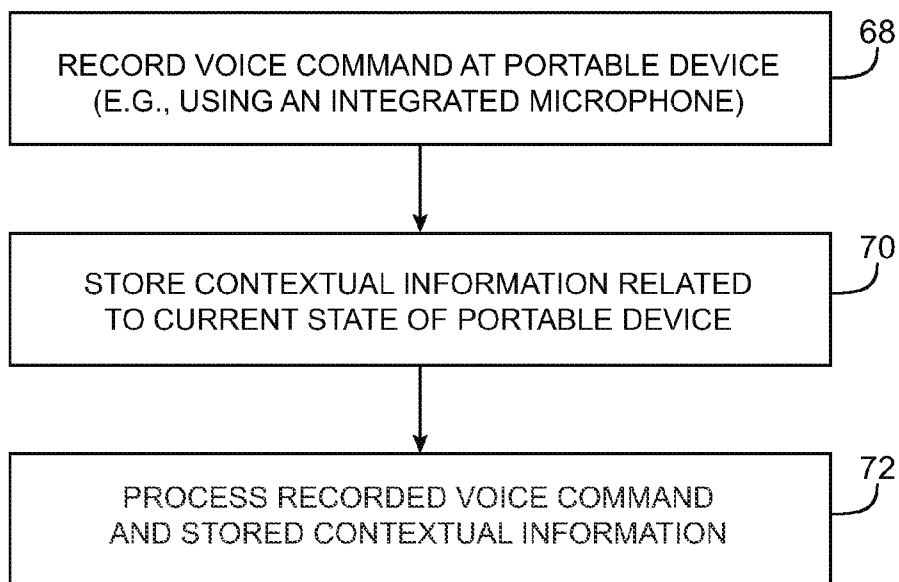 RECORD VOICE COMMAND AT PORTABLE DEVICE
(E.G., USING AN INTEGRATED MICROPHONE)
68
STORE CONTEXTUAL INFORMATION RELATED
TO CURRENT STATE OF PORTABLE DEVICE
70
PROCESS RECORDED VOICE COMMAND
AND STORED CONTEXTUAL INFORMATION
72